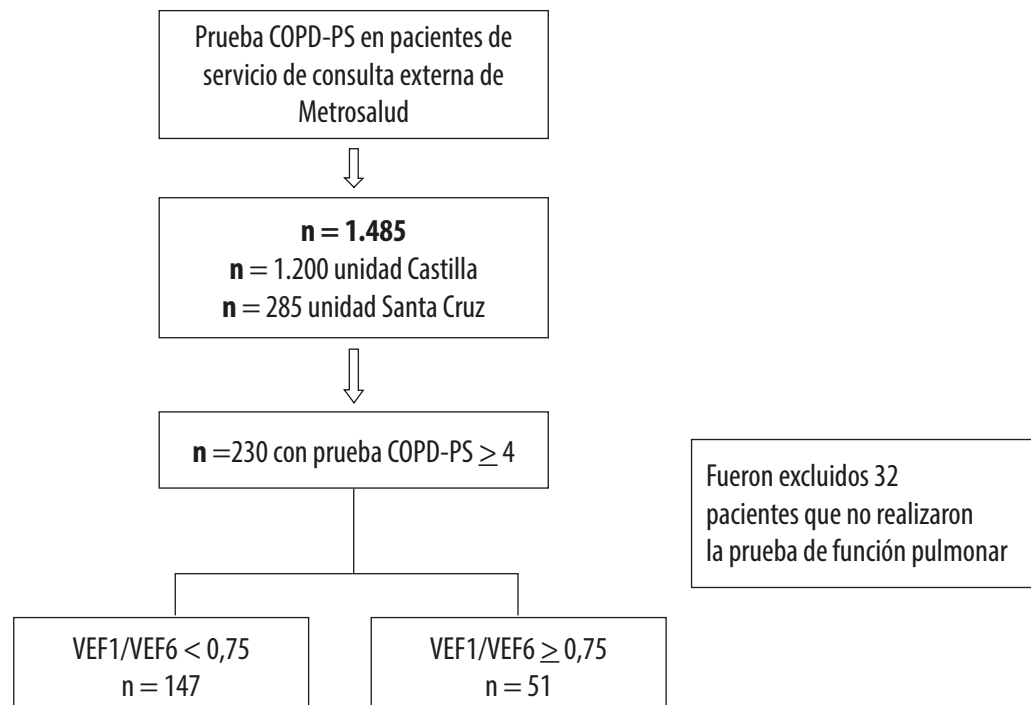 Prueba COPD-PS en pacientes de
servicio de consulta externa de
Metrosalud
n = 1.485
n = 1.200 unidad Castilla
n = 285 unidad Santa Cruz
n =230 con prueba COPD-PS ≥ 4
Fueron excluidos 32
pacientes que no realizaron
la prueba de función pulmonar
VEF1/VEF6 < 0,75
n = 147
VEF1/VEF6 ≥ 0,75
n = 51